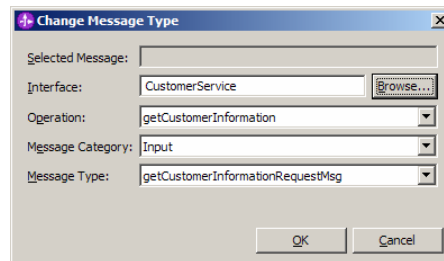 Change Message Type
Selected Message:
Interface: CustomerService Browse...
Operation: getCustomerInformation
Message Category: Input
Message Type: getCustomerInformationRequestMsg
OK Cancel